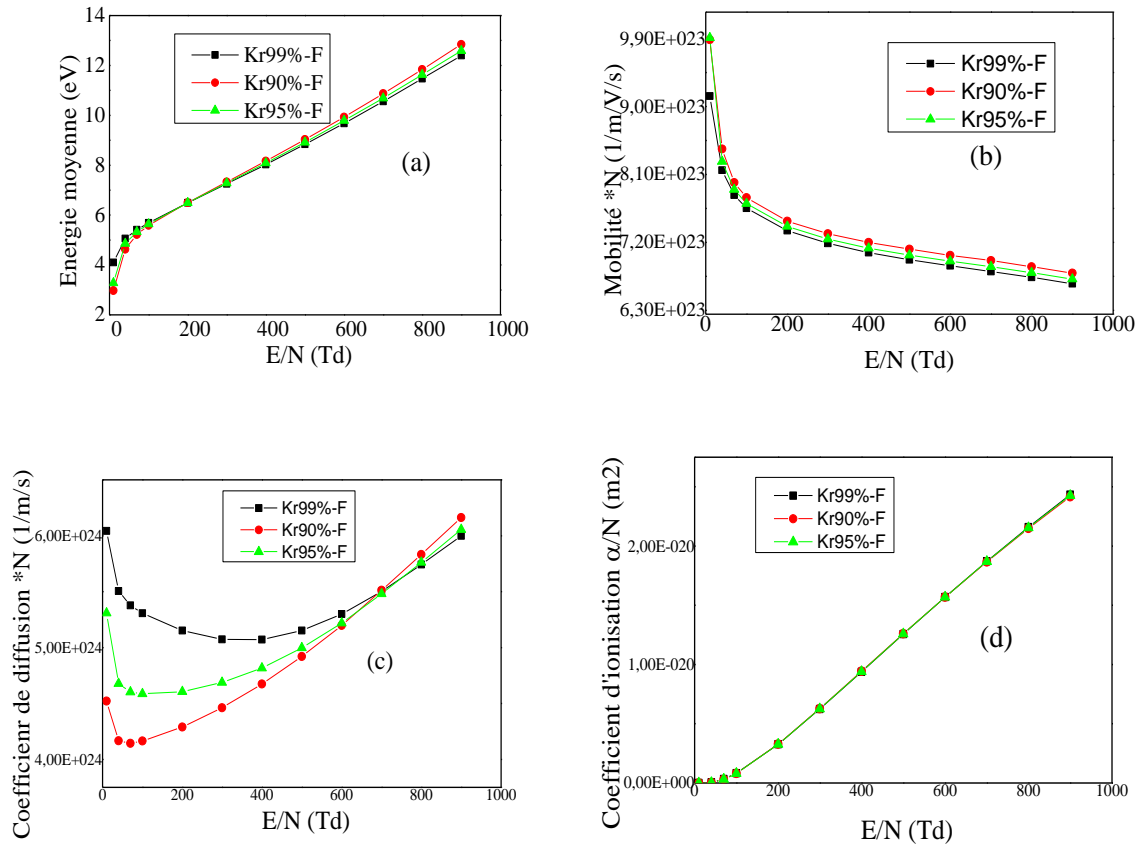 Energie moyenne (eV)
14
12
10
8
6
4
2
Kr99%-F
Kr90%-F
Kr95%-F
(a)
0 200 400 600 800 1000
E/N (Td)
Mobilité *N (1/m/V/s)
9,90E+023
9,00E+023
8,10E+023
7,20E+023
6,30E+023
Kr99%-F
Kr90%-F
Kr95%-F
(b)
0 200 400 600 800 1000
E/N (Td)
Coefficienr de diffusion *N (1/m/s)
6,00E+024
5,00E+024
4,00E+024
Kr99%-F
Kr90%-F
Kr95%-F
(c)
0 200 400 600 800 1000
E/N (Td)
Coefficient d'ionisation α/N (m2)
2,00E-020
1,00E-020
0,00E+000
Kr99%-F
Kr90%-F
Kr95%-F
(d)
0 200 400 600 800 1000
E/N (Td)